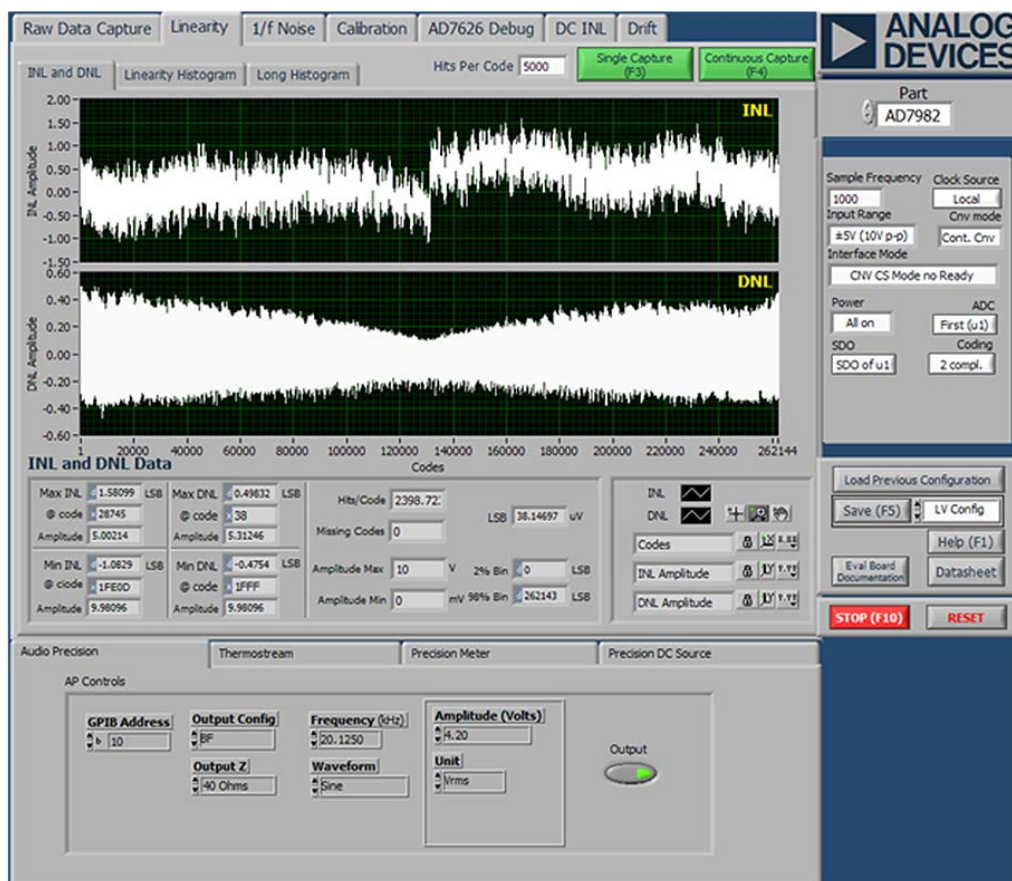 Raw Data Capture Linearity 1/f Noise Calibration AD7626 Debug DC INL Drift
ANALOG
DEVICES
INL and DNL Linearity Histogram Long Histogram
Hits Per Code 5000
Single Capture
(F3)
Continuous Capture
(F4)
Part
AD7982
INL
INL Amplitude
2.00
1.50
1.00
0.50
0.00
-0.50
-1.00
-1.50
DNL
DNL Amplitude
0.60
0.40
0.20
0.00
-0.20
-0.40
-0.60
1 20000 40000 60000 80000 100000 120000 140000 160000 180000 200000 220000 240000 262144
Codes
Sample Frequency Clock Source
1000 Local
Input Range Cnv mode
±5V (10V p-p) Cont. Cnv
Interface Mode
CNV CS Mode no Ready
Power ADC
All on First (u1)
SDO Coding
SDO of u1 2 compl.
INL and DNL Data
Max INL 1.58099 LSB Max DNL 0.49832 LSB
@ code 28745 @ code 38
Amplitude 5.00214 Amplitude 5.31246
Min INL -1.0829 LSB Min DNL -0.4754 LSB
@ ciode 1FE0D @ code 1FFF
Amplitude 9.98096 Amplitude 9.98096
Hits/Code 2398.72
LSB 38.14697 uV
Missing Codes 0
Amplitude Max 10 V 2% Bin 0 LSB
Amplitude Min 0 mV 98% Bin 262143 LSB
INL
DNL
Codes
INL Amplitude
DNL Amplitude
Load Previous Configuration
Save (F5) LV Config
Help (F1)
Eval Board
Documentation
Datasheet
STOP (F10) RESET
Audio Precision Thermostream Precision Meter Precision DC Source
AP Controls
GPIB Address Output Config Frequency (kHz) Amplitude (Volts)
10 BF 20.1250 4.20
Output Z Waveform Unit Output
40 Ohms Sine Vrms